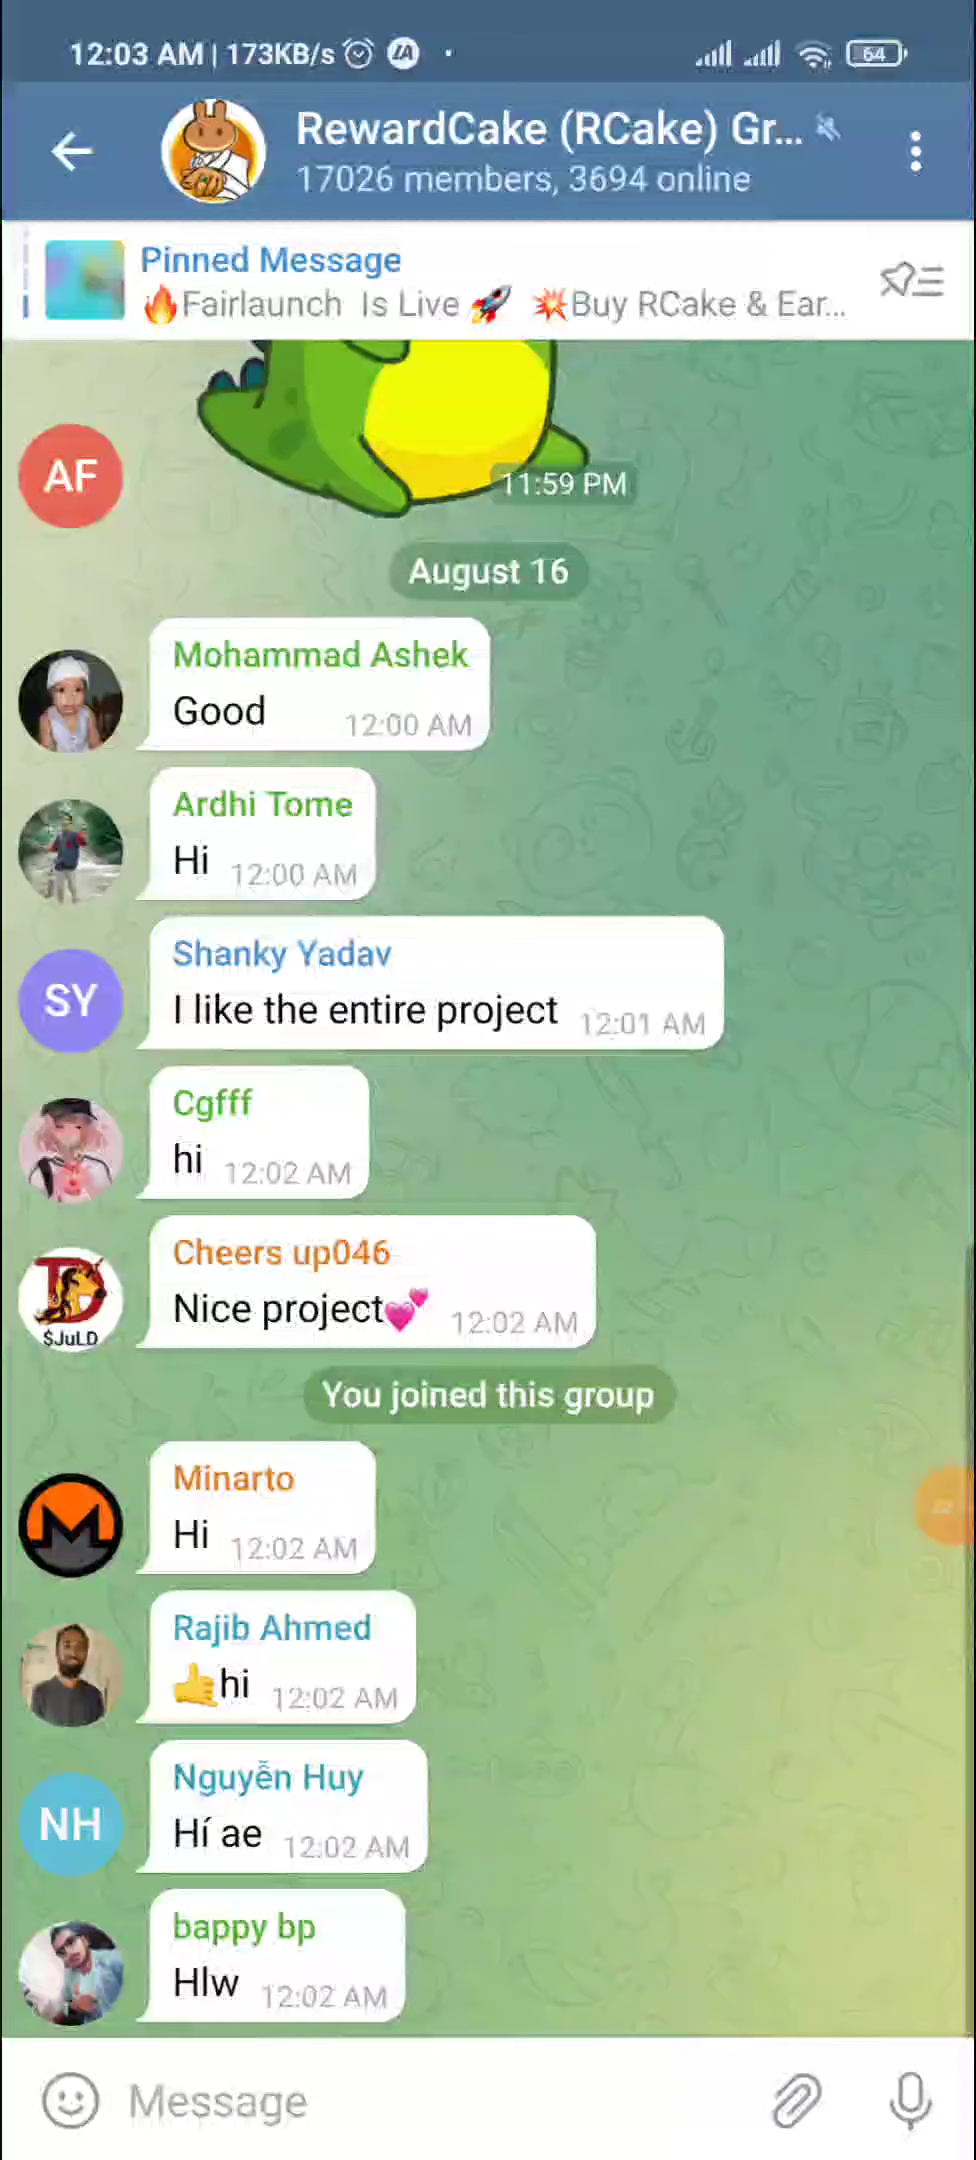 12:03 AM | 173KB/s
64
RewardCake (RCake) Gr...
17026 members, 3694 online
Pinned Message
🔥Fairlaunch Is Live 🚀 💥Buy RCake & Ear...
AF
11:59 PM
August 16
Mohammad Ashek
Good 12:00 AM
Ardhi Tome
Hi 12:00 AM
SY
Shanky Yadav
I like the entire project 12:01 AM
Cgfff
hi 12:02 AM
Cheers up046
Nice project💕 12:02 AM
$JuLD
You joined this group
Minarto
Hi 12:02 AM
Rajib Ahmed
🤙hi 12:02 AM
NH
Nguyễn Huy
Hí ae 12:02 AM
bappy bp
Hlw 12:02 AM
Message